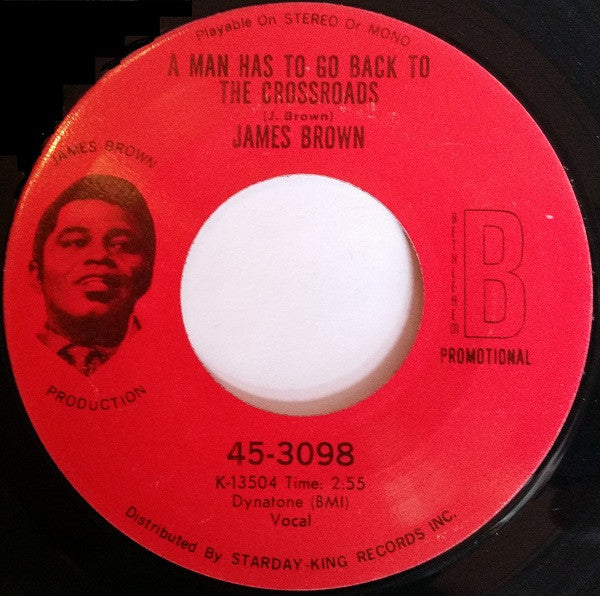 Playable On STEREO Or MONO
A MAN HAS TO GO BACK TO
THE CROSSROADS
(J. Brown)
JAMES BROWN
JAMES BROWN
PRODUCTION
BETHLEHEM
B
PROMOTIONAL
45-3098
K-13504 Time: 2.55
Dynatone (BMI)
Vocal
Distributed By STARDAY-KING RECORDS INC.